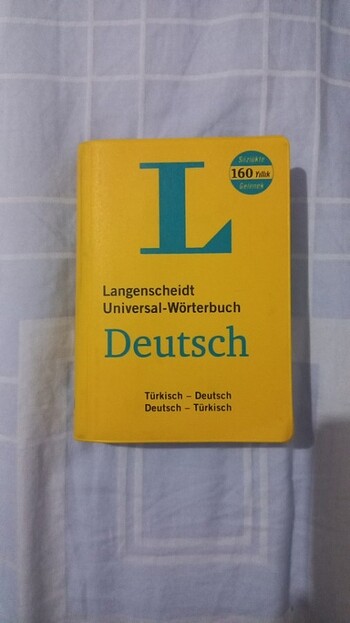 L
Sözlükte
160 Yıllık
Gelenek
Langenscheidt
Universal-Wörterbuch
Deutsch
Türkisch – Deutsch
Deutsch – Türkisch